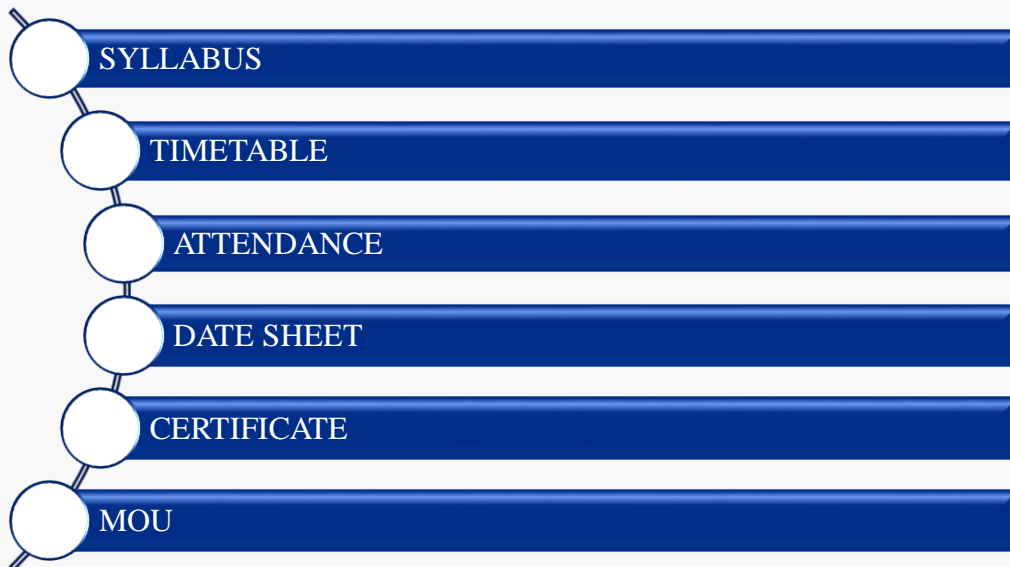 SYLLABUS
TIMETABLE
ATTENDANCE
DATE SHEET
CERTIFICATE
MOU